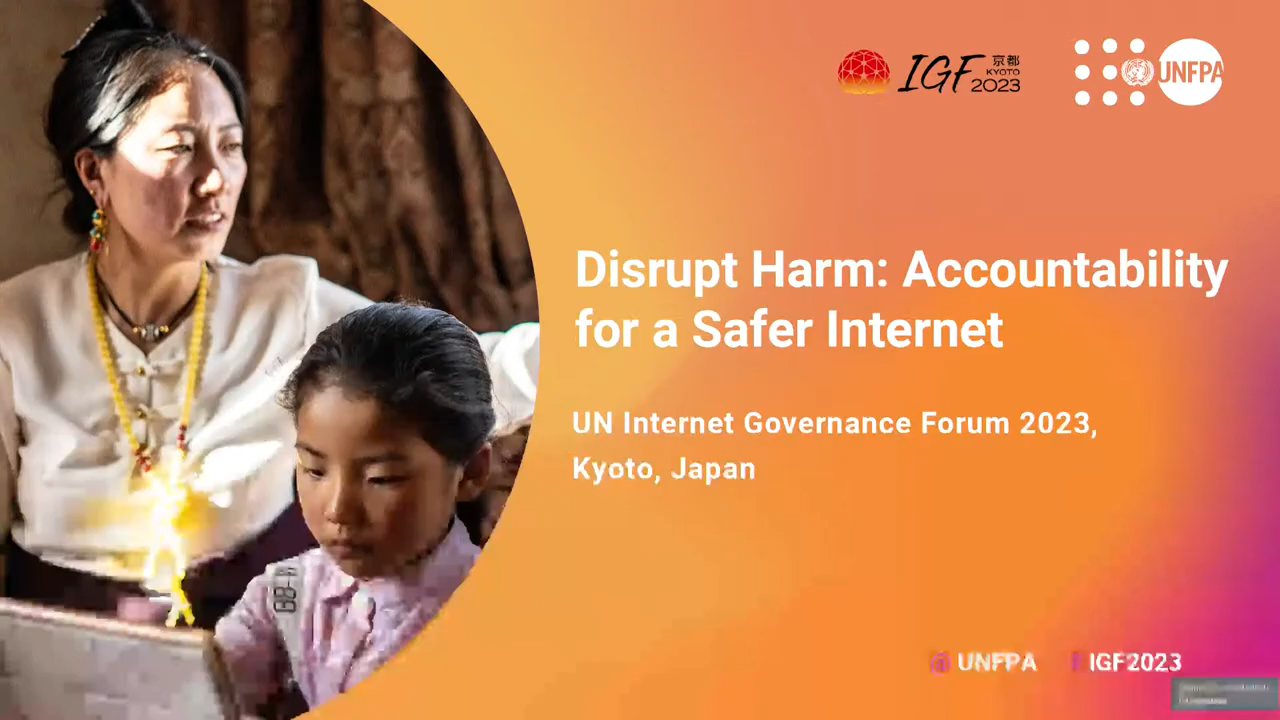 IGF
京都
KYOTO
2023
UNFPA
Disrupt Harm: Accountability
for a Safer Internet
UN Internet Governance Forum 2023,
Kyoto, Japan
@ UNFPA
IGF2023